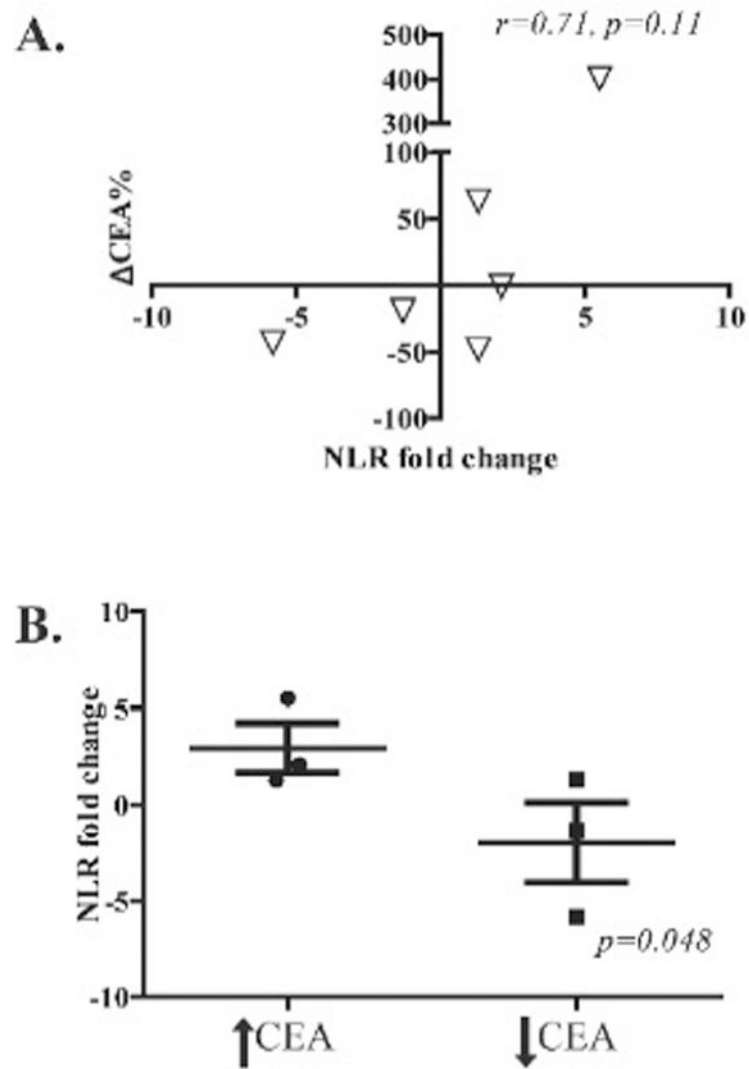 A.
r=0.71, p=0.11
500
400
300
100
50
-50
-100
ΔCEA%
-10 -5 5 10
NLR fold change
B.
10
5
0
-5
-10
NLR fold change
p=0.048
↑CEA ↓CEA